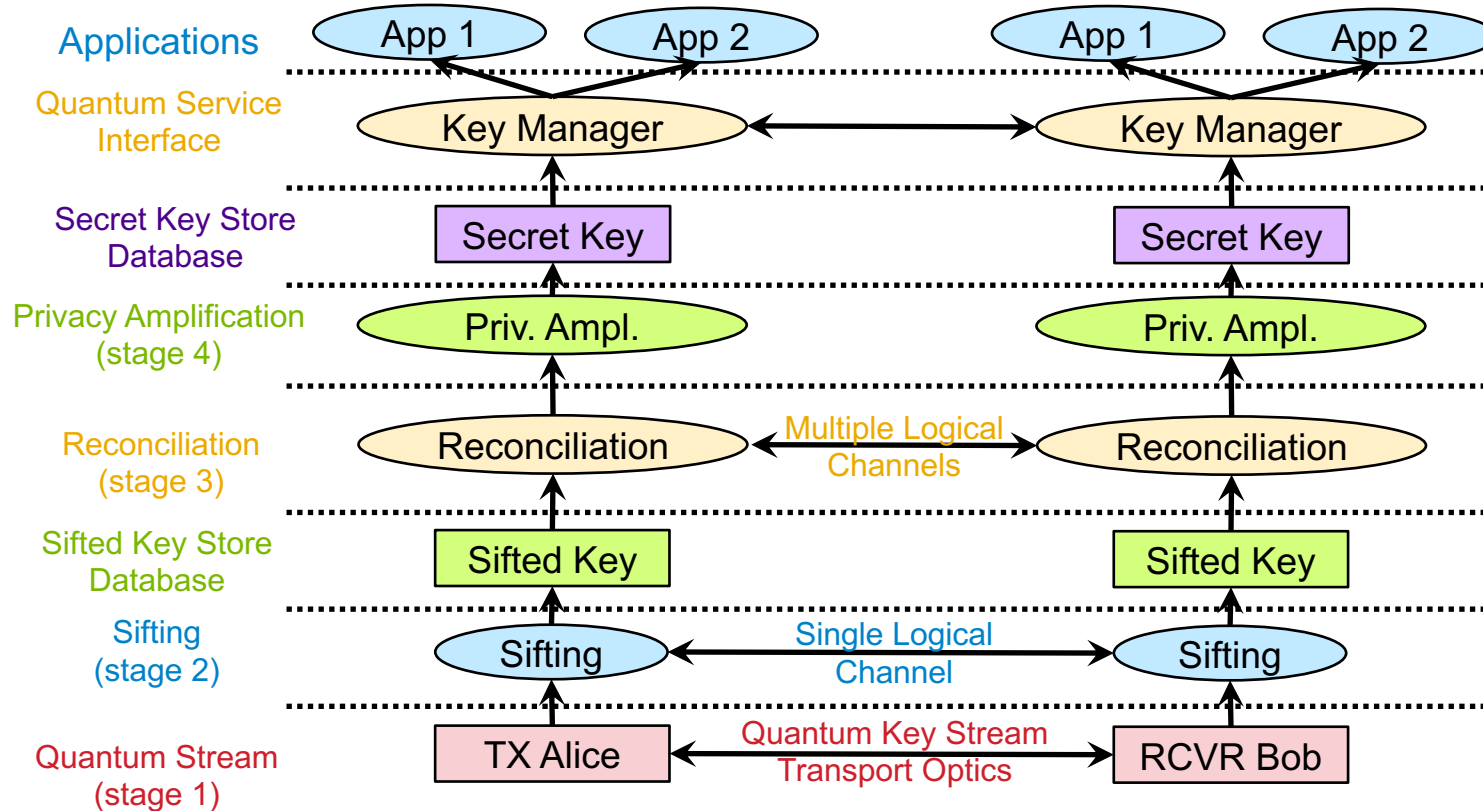 Applications
App 1
App 2
App 1
App 2
Quantum Service
Interface
Key Manager
Key Manager
Secret Key Store
Database
Secret Key
Secret Key
Privacy Amplification
(stage 4)
Priv. Ampl.
Priv. Ampl.
Reconciliation
(stage 3)
Reconciliation
Multiple Logical
Channels
Reconciliation
Sifted Key Store
Database
Sifted Key
Sifted Key
Sifting
(stage 2)
Sifting
Single Logical
Channel
Sifting
Quantum Stream
(stage 1)
TX Alice
Quantum Key Stream
Transport Optics
RCVR Bob